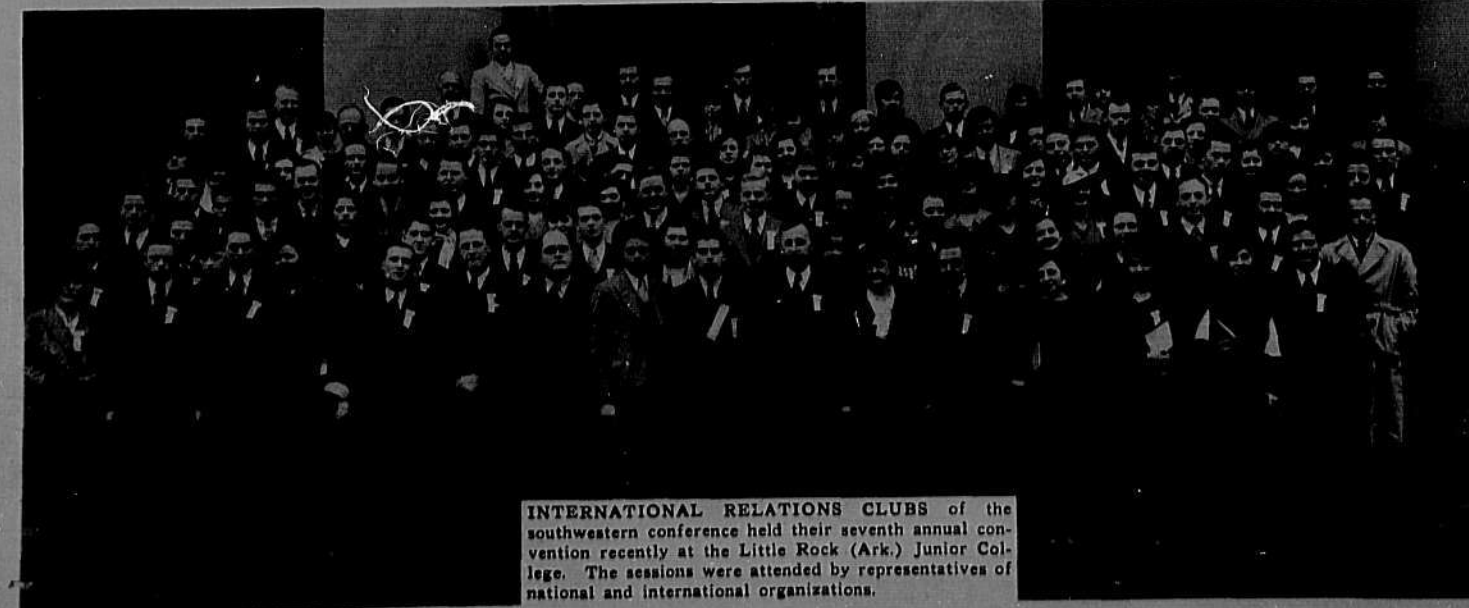 INTERNATIONAL RELATIONS CLUBS of the
southwestern conference held their seventh annual con-
vention recently at the Little Rock (Ark.) Junior Col-
lege. The sessions were attended by representatives of
national and international organizations.